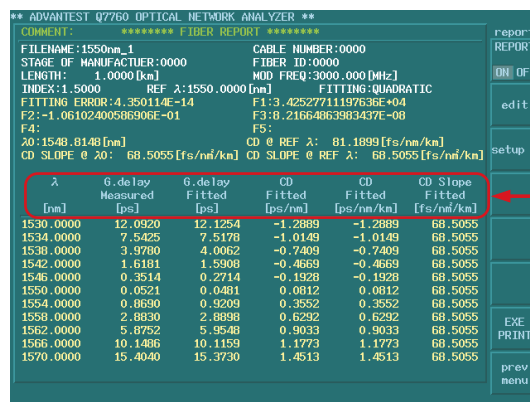 ** ADVANTEST Q7760 OPTICAL NETWORK ANALYZER **
COMMENT: ******** FIBER REPORT ********
FILENAME:1550nm_1 CABLE NUMBER:0000
STAGE OF MANUFACTUER:0000 FIBER ID:0000
LENGTH: 1.0000[km] MOD FREQ:3000.000[MHz]
INDEX:1.5000 REF λ:1550.0000[nm] FITTING:QUADRATIC
FITTING ERROR:4.350114E-14 F1:3.42527711197636E+04
F2:-1.06102400586906E-01 F3:8.21664863983437E-08
F4: F5:
λ0:1548.8148[nm] CD @ REF λ: 81.1899[fs/nm/km]
CD SLOPE @ λ0: 68.5055[fs/nm²/km] CD SLOPE @ REF λ: 68.5055[fs/nm²/km]
λ G.delay G.delay CD CD CD Slope
Measured Fitted Fitted Fitted Fitted
[nm] [ps] [ps] [ps/nm] [ps/nm/km] [fs/nm²/km]
1530.0000 12.0920 12.1254 -1.2889 -1.2889 68.5055
1534.0000 7.5425 7.5178 -1.0149 -1.0149 68.5055
1538.0000 3.9780 4.0062 -0.7409 -0.7409 68.5055
1542.0000 1.6181 1.5908 -0.4669 -0.4669 68.5055
1546.0000 0.3514 0.2714 -0.1928 -0.1928 68.5055
1550.0000 0.0521 0.0481 0.0812 0.0812 68.5055
1554.0000 0.8690 0.9209 0.3552 0.3552 68.5055
1558.0000 2.8830 2.8898 0.6292 0.6292 68.5055
1562.0000 5.8752 5.9548 0.9033 0.9033 68.5055
1566.0000 10.1486 10.1159 1.1773 1.1773 68.5055
1570.0000 15.4040 15.3730 1.4513 1.4513 68.5055
repor
REPOR
ON OF
edit
setup
EXE
PRINT
prev
menu